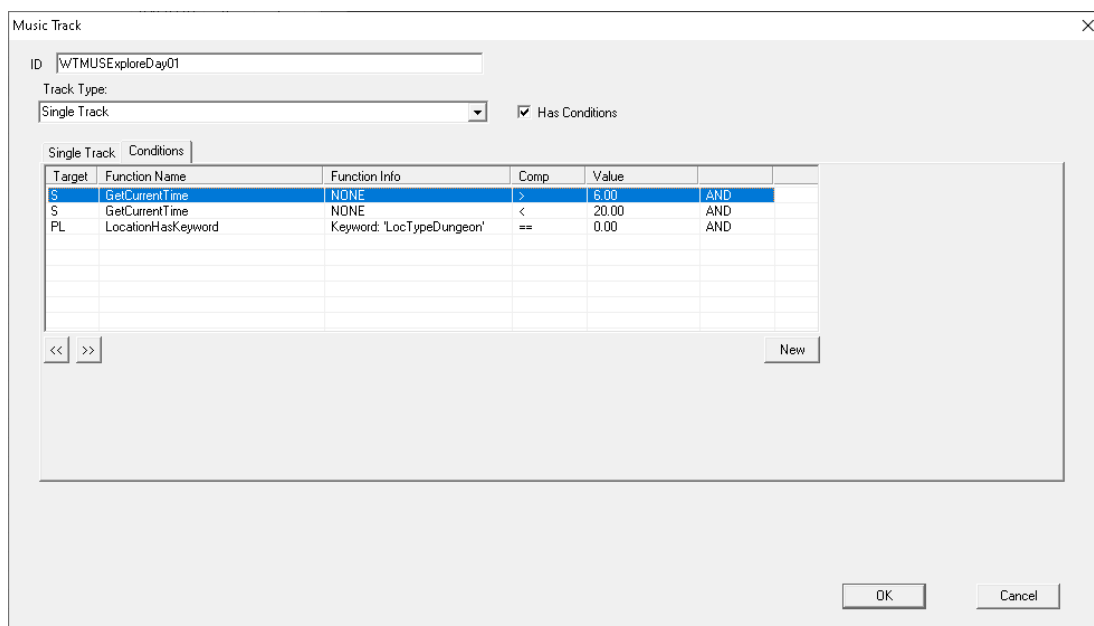 Music Track
ID WTMUSExploreDay01
Track Type:
Single Track Has Conditions
Single Track Conditions
Target Function Name Function Info Comp Value
S GetCurrentTime NONE > 6.00 AND
S GetCurrentTime NONE < 20.00 AND
PL LocationHasKeyword Keyword: 'LocTypeDungeon' == 0.00 AND
<< >> New
OK Cancel